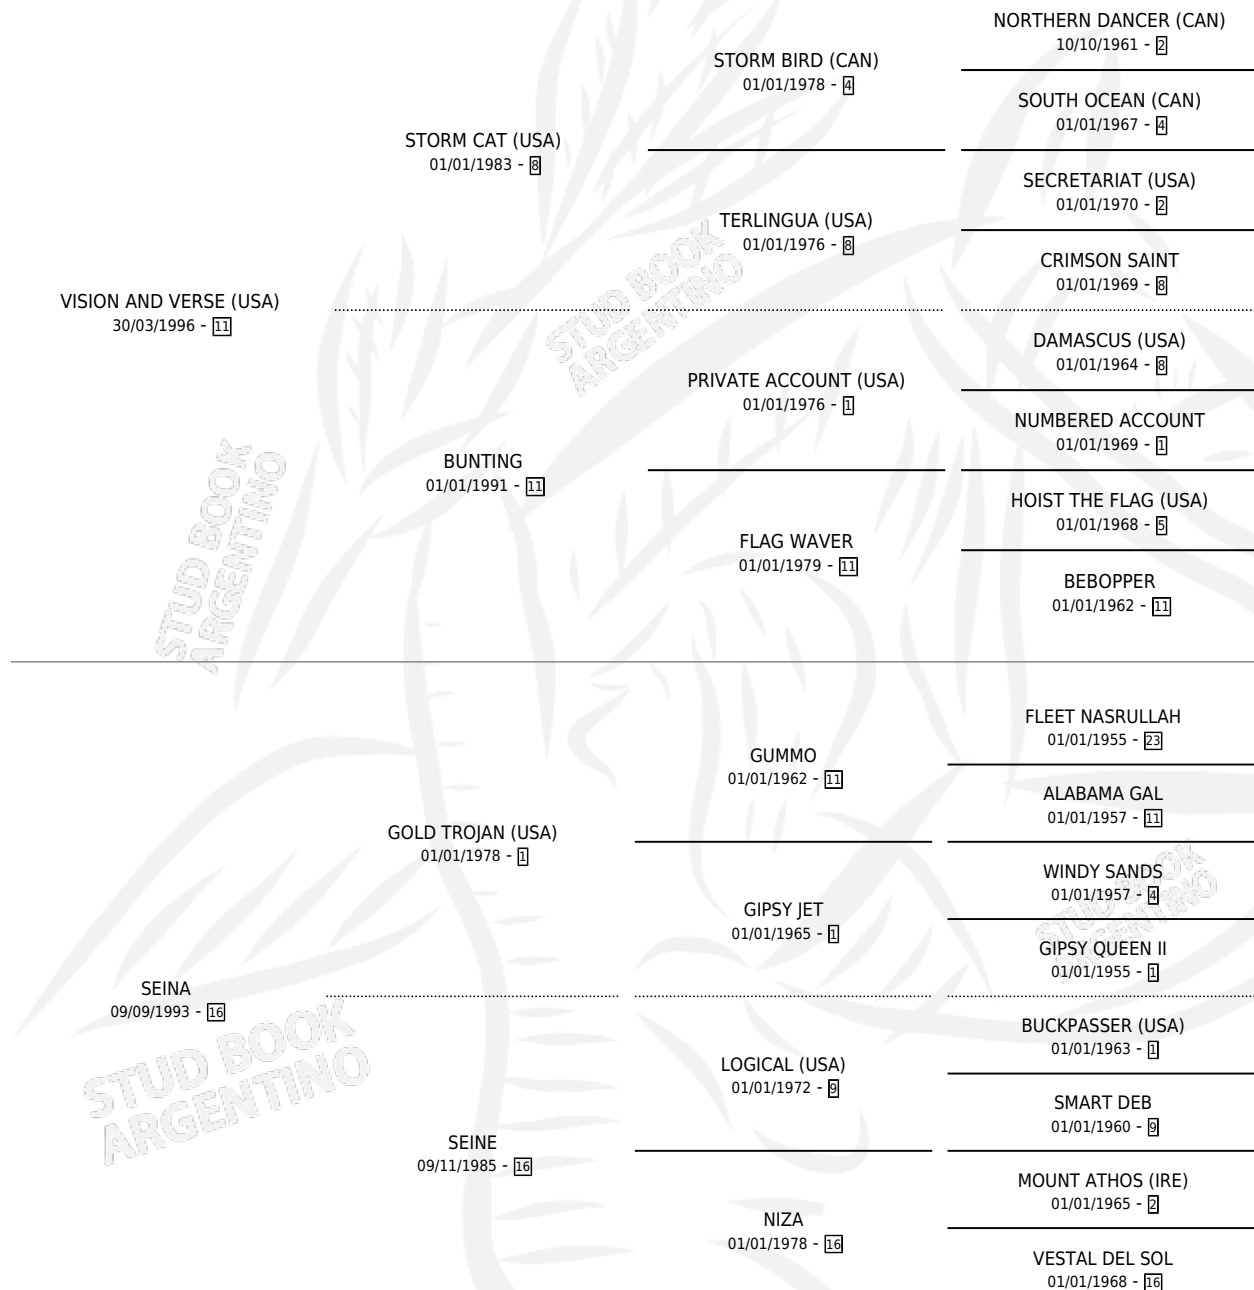 NORTHERN DANCER (CAN)
10/10/1961 - 2
STORM BIRD (CAN)
01/01/1978 - 4
SOUTH OCEAN (CAN)
01/01/1967 - 4
STORM CAT (USA)
01/01/1983 - 8
SECRETARIAT (USA)
01/01/1970 - 2
TERLINGUA (USA)
01/01/1976 - 8
CRIMSON SAINT
01/01/1969 - 8
VISION AND VERSE (USA)
30/03/1996 - 11
DAMASCUS (USA)
01/01/1964 - 8
PRIVATE ACCOUNT (USA)
01/01/1976 - 1
NUMBERED ACCOUNT
01/01/1969 - 1
BUNTING
01/01/1991 - 11
HOIST THE FLAG (USA)
01/01/1968 - 5
FLAG WAVER
01/01/1979 - 11
BEBOPPER
01/01/1962 - 11
FLEET NASRULLAH
01/01/1955 - 23
GUMMO
01/01/1962 - 11
ALABAMA GAL
01/01/1957 - 11
GOLD TROJAN (USA)
01/01/1978 - 1
WINDY SANDS
01/01/1957 - 4
GIPSY JET
01/01/1965 - 1
GIPSY QUEEN II
01/01/1955 - 1
SEINA
09/09/1993 - 16
BUCKPASSER (USA)
01/01/1963 - 1
LOGICAL (USA)
01/01/1972 - 9
SMART DEB
01/01/1960 - 9
SEINE
09/11/1985 - 16
MOUNT ATHOS (IRE)
01/01/1965 - 2
NIZA
01/01/1978 - 16
VESTAL DEL SOL
01/01/1968 - 16
STUD BOOK
ARGENTINO
STUD BOOK
ARGENTINO
STUD BOOK
ARGENTINO
STUD BOOK
ARGENTINO